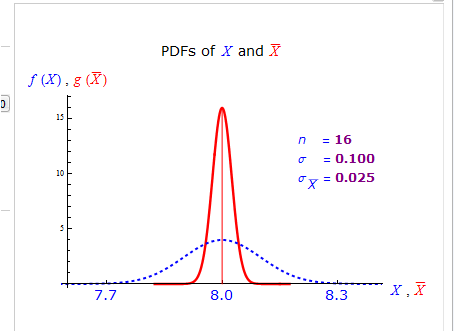 PDFs of X and X̅
f (X) , g (X̅)
15
n = 16
σ = 0.100
10
σX̅ = 0.025
5
7.7 8.0 8.3 X , X̅